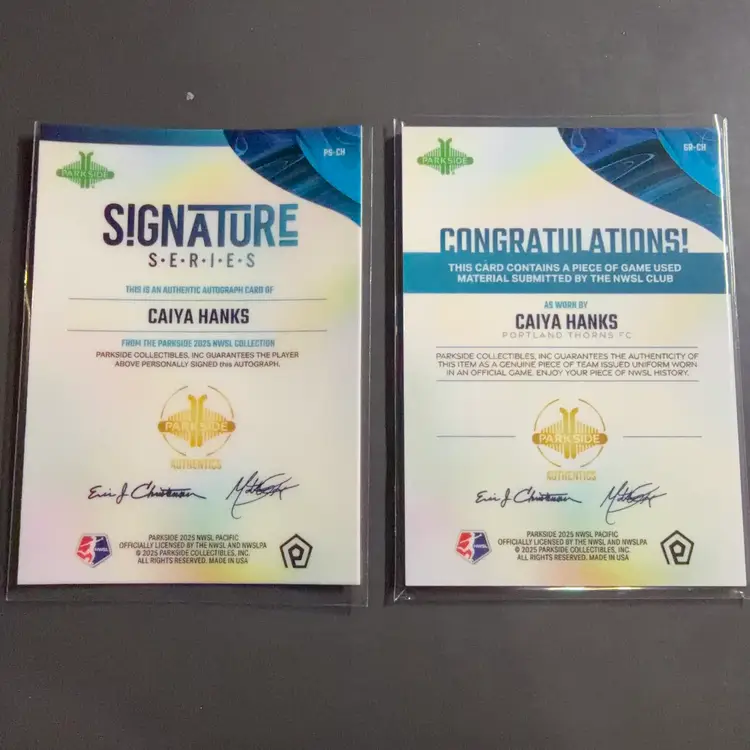 PARKSIDE
PS-CH
SIGNATURE
S·E·R·I·E·S
THIS IS AN AUTHENTIC AUTOGRAPH CARD OF
CAIYA HANKS
FROM THE PARKSIDE 2025 NWSL COLLECTION
PARKSIDE COLLECTIBLES, INC GUARANTEES THE PLAYER
ABOVE PERSONALLY SIGNED this AUTOGRAPH.
PARKSIDE
AUTHENTICS
NWSL
PARKSIDE 2025 NWSL PACIFIC
OFFICIALLY LICENSED BY THE NWSL AND NWSLPA
© 2025 PARKSIDE COLLECTIBLES, INC.
ALL RIGHTS RESERVED. MADE IN USA
PARKSIDE
GR-CH
CONGRATULATIONS!
THIS CARD CONTAINS A PIECE OF GAME USED
MATERIAL SUBMITTED BY THE NWSL CLUB
AS WORN BY
CAIYA HANKS
PORTLAND THORNS FC
PARKSIDE COLLECTIBLES, INC GUARANTEES THE AUTHENTICITY OF
THIS ITEM AS A GENUINE PIECE OF TEAM ISSUED UNIFORM WORN
IN AN OFFICIAL GAME. ENJOY YOUR PIECE OF NWSL HISTORY.
PARKSIDE
AUTHENTICS
NWSL
PARKSIDE 2025 NWSL PACIFIC
OFFICIALLY LICENSED BY THE NWSL AND NWSLPA
© 2025 PARKSIDE COLLECTIBLES, INC.
ALL RIGHTS RESERVED. MADE IN USA